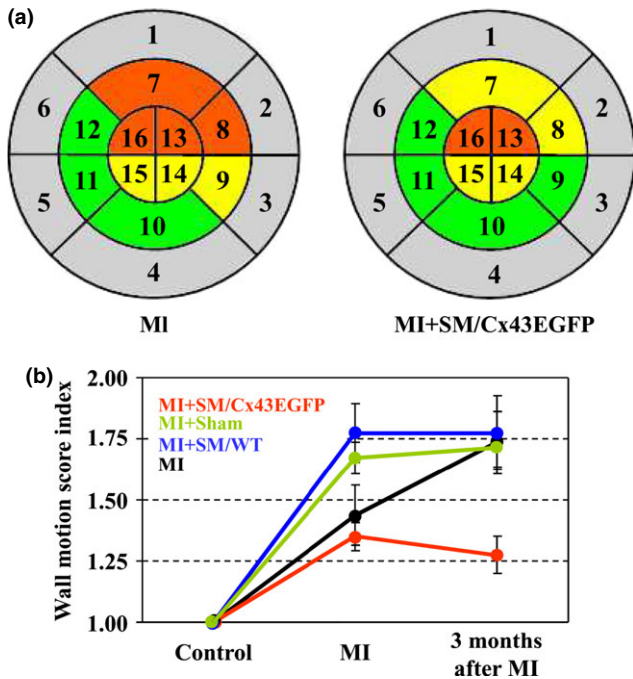 (a)
1
6
7
2
12
16
13
8
11
15
14
9
5
10
3
4
MI
1
6
7
2
12
16
13
8
11
15
14
9
5
10
3
4
MI+SM/Cx43EGFP
(b)
Wall motion score index
2.00
1.75
1.50
1.25
1.00
MI+SM/Cx43EGFP
MI+Sham
MI+SM/WT
MI
Control
MI
3 months
after MI